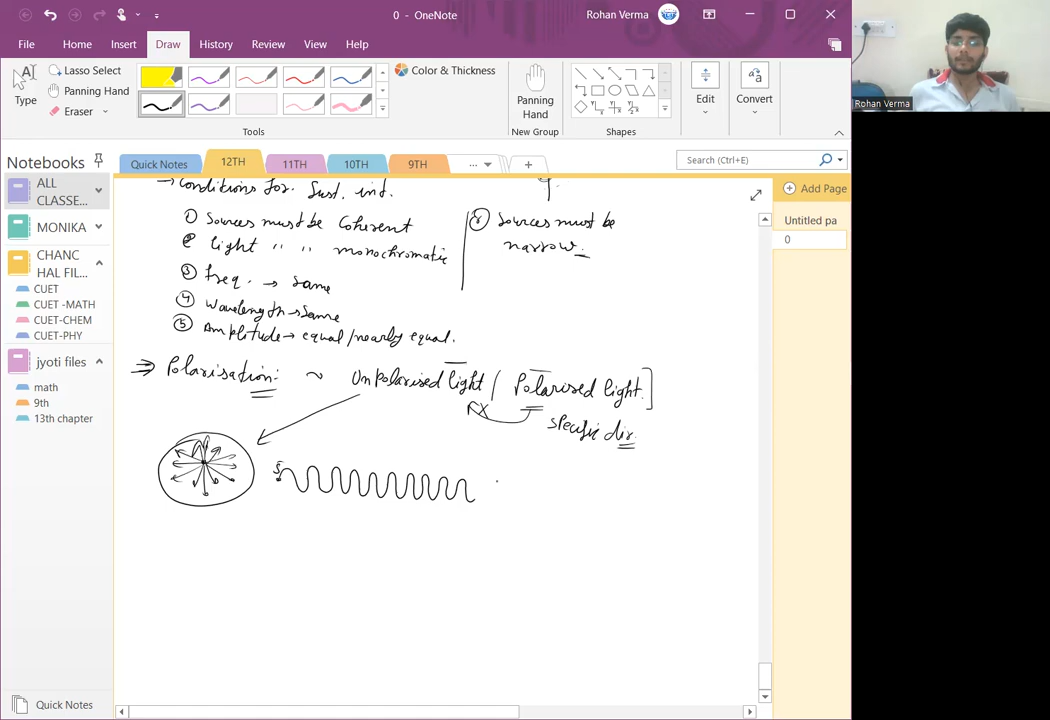 0 - OneNote
Rohan Verma
File Home Insert Draw History Review View Help
Type
Lasso Select
Panning Hand
Eraser
Tools
Color & Thickness
Panning
Hand
New Group
Shapes
Edit
Convert
Rohan Verma
Notebooks
Quick Notes 12TH 11TH 10TH 9TH ...
Search (Ctrl+E)
ALL
CLASSE...
MONIKA
CHANC
HAL FIL...
CUET
CUET -MATH
CUET-CHEM
CUET-PHY
jyoti files
math
9th
13th chapter
Quick Notes
Add Page
Untitled pa
0
→ Conditions for Sust. int.
① Sources must be Coherent
② light " " monochromatic
③ freq. → same
④ Wavelength → Same
⑤ Amplitude → equal/nearly equal.
Sources must be
narrow.
⇒ Polarisation: ~ Unpolarised light / Polarised light.]
specific dir.